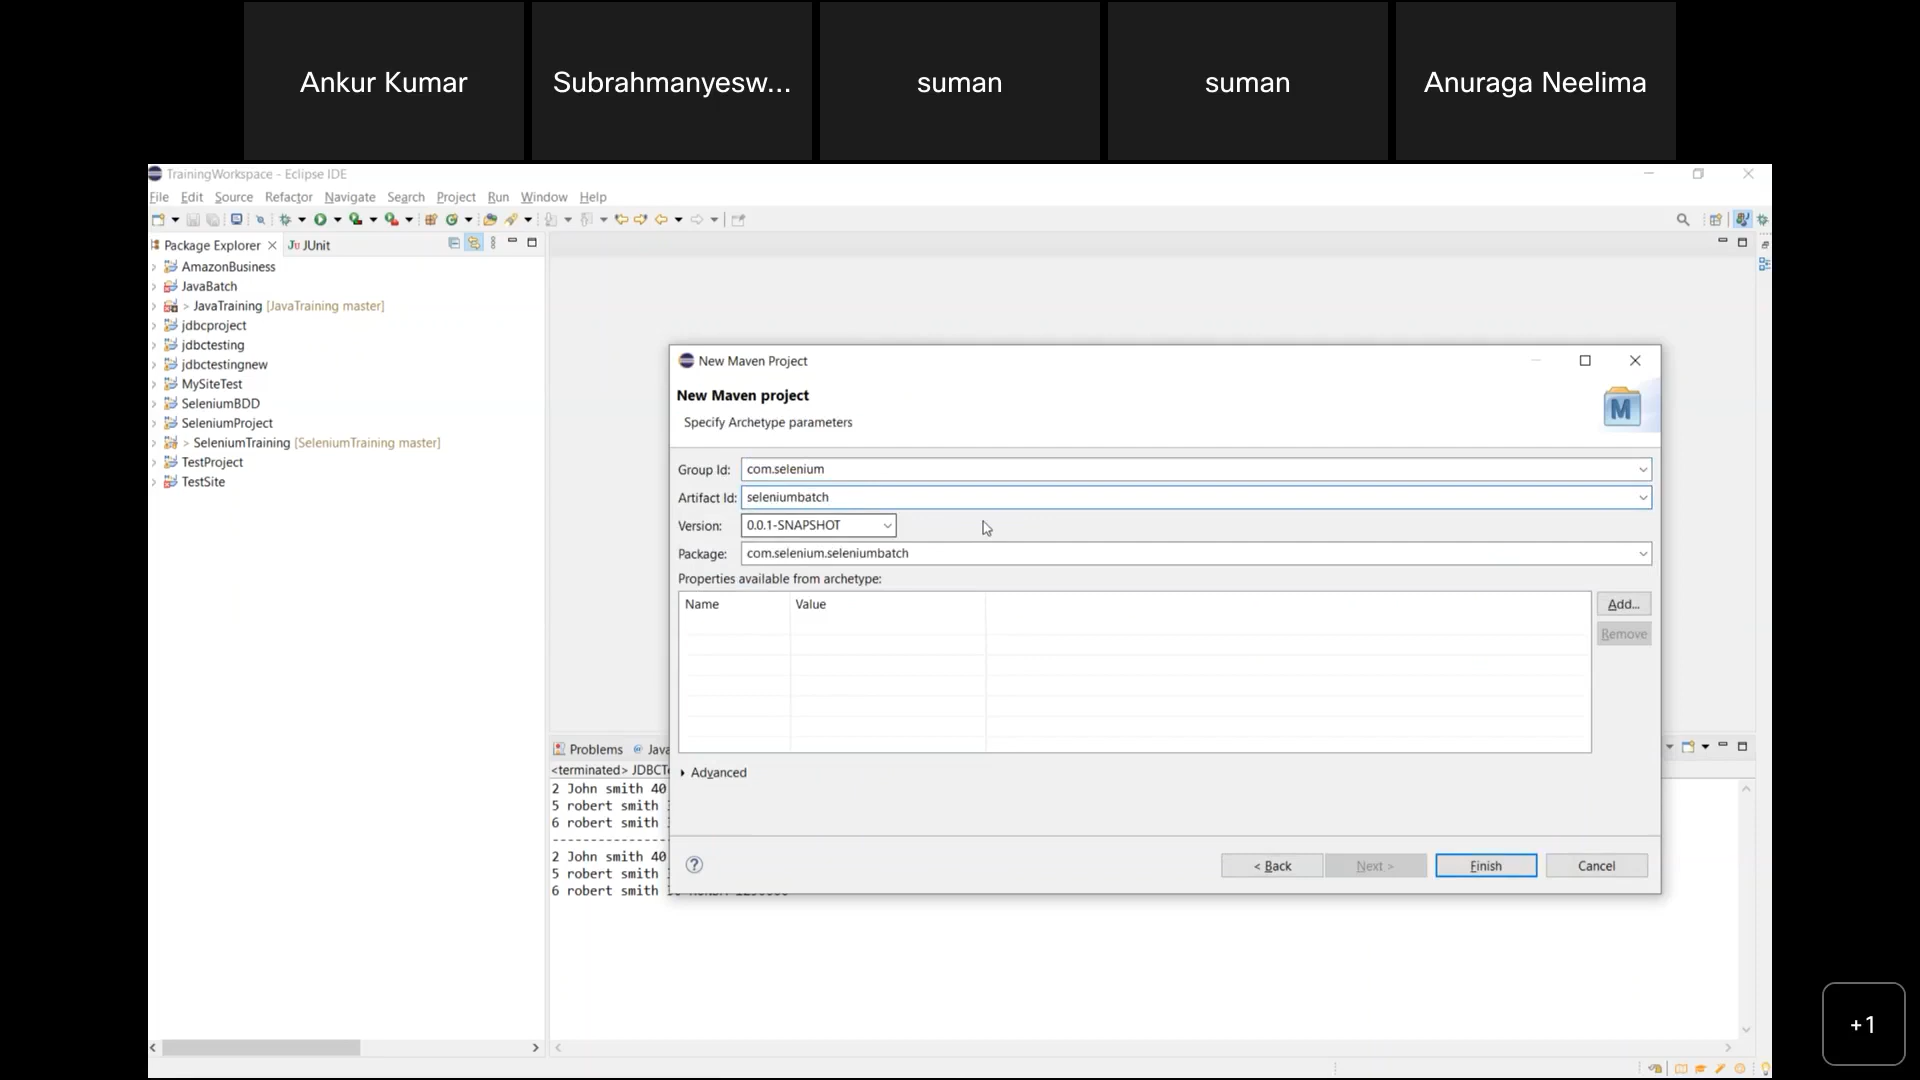 Ankur Kumar
Subrahmanyesw...
suman
suman
Anuraga Neelima
TrainingWorkspace - Eclipse IDE
File Edit Source Refactor Navigate Search Project Run Window Help
Package Explorer
JUnit
AmazonBusiness
JavaBatch
> JavaTraining [JavaTraining master]
jdbcproject
jdbctesting
jdbctestingnew
MySiteTest
SeleniumBDD
SeleniumProject
> SeleniumTraining [SeleniumTraining master]
TestProject
TestSite
New Maven Project
New Maven project
Specify Archetype parameters
M
Group Id: com.selenium
Artifact Id: seleniumbatch
Version: 0.0.1-SNAPSHOT
Package: com.selenium.seleniumbatch
Properties available from archetype:
Name Value
Add...
Remove
Advanced
< Back Next > Finish Cancel
Problems Java
<terminated> JDBCTe
2 John smith 40
5 robert smith
6 robert smith
--------------
2 John smith 40
5 robert smith
6 robert smith
+1